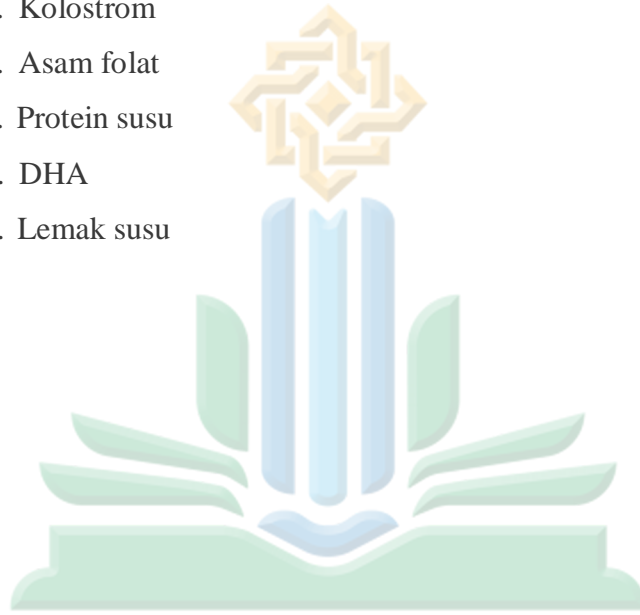 . Kolostrom
. Asam folat
. Protein susu
. DHA
. Lemak susu